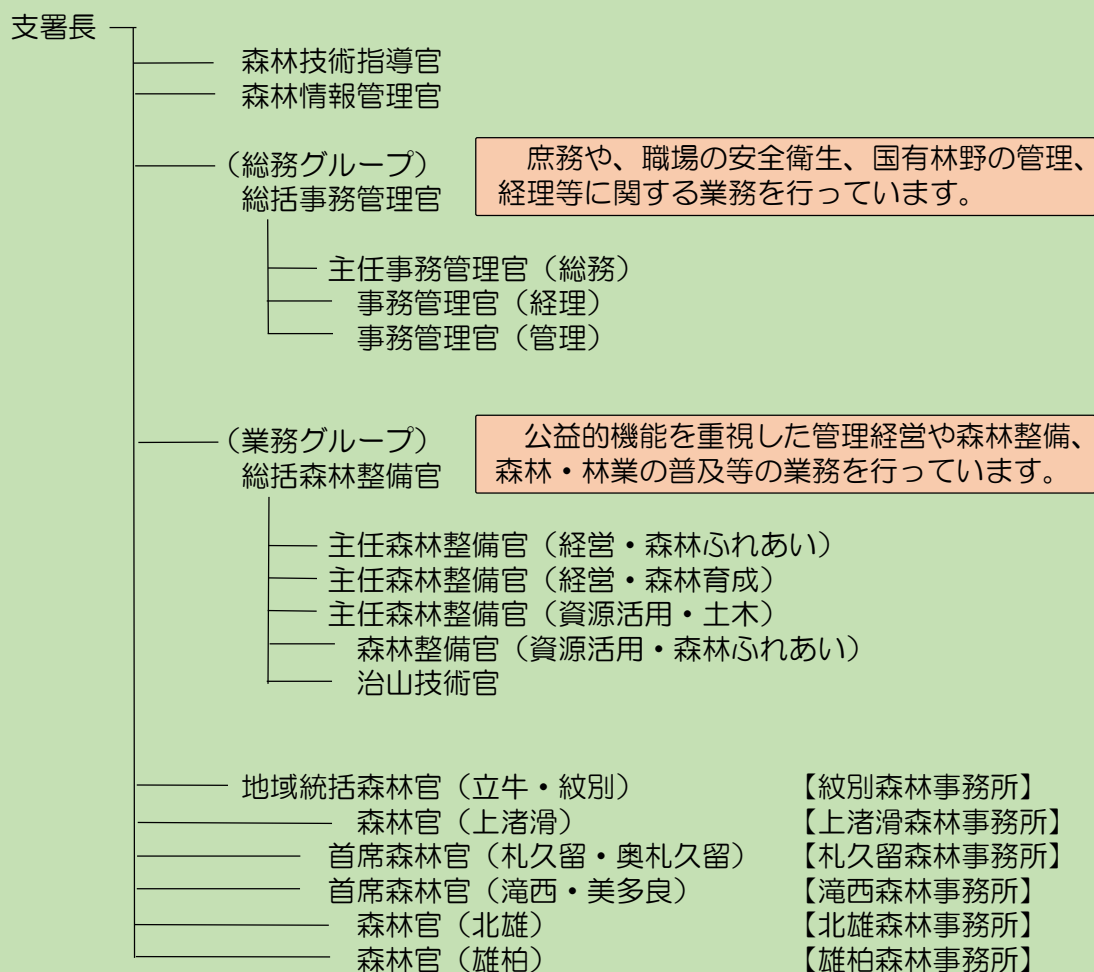 支署長
森林技術指導官
森林情報管理官
（総務グループ）
総括事務管理官
庶務や、職場の安全衛生、国有林野の管理、
経理等に関する業務を行っています。
主任事務管理官（総務）
事務管理官（経理）
事務管理官（管理）
（業務グループ）
総括森林整備官
公益的機能を重視した管理経営や森林整備、
森林・林業の普及等の業務を行っています。
主任森林整備官（経営・森林ふれあい）
主任森林整備官（経営・森林育成）
主任森林整備官（資源活用・土木）
森林整備官（資源活用・森林ふれあい）
治山技術官
地域統括森林官（立牛・紋別） 【紋別森林事務所】
森林官（上渚滑） 【上渚滑森林事務所】
首席森林官（札久留・奥札久留） 【札久留森林事務所】
首席森林官（滝西・美多良） 【滝西森林事務所】
森林官（北雄） 【北雄森林事務所】
森林官（雄柏） 【雄柏森林事務所】